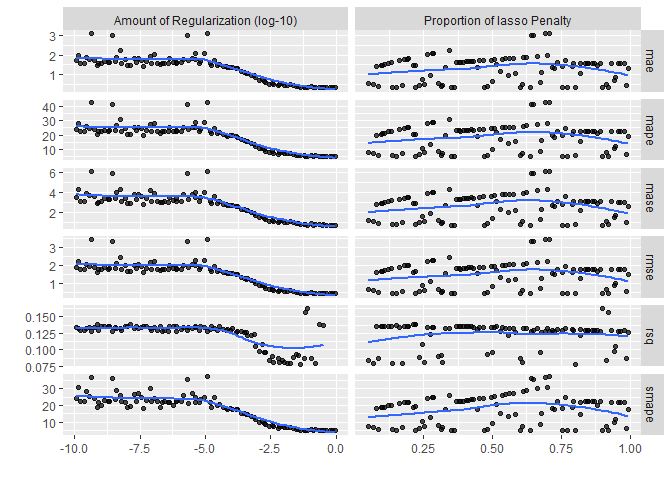 Amount of Regularization (log-10) Proportion of lasso Penalty
3
2
1
mae
40
30
20
10
mape
6
4
2
mase
3
2
1
rmse
0.150
0.125
0.100
0.075
rsq
30
20
10
smape
-10.0 -7.5 -5.0 -2.5 0.0 0.25 0.50 0.75 1.00